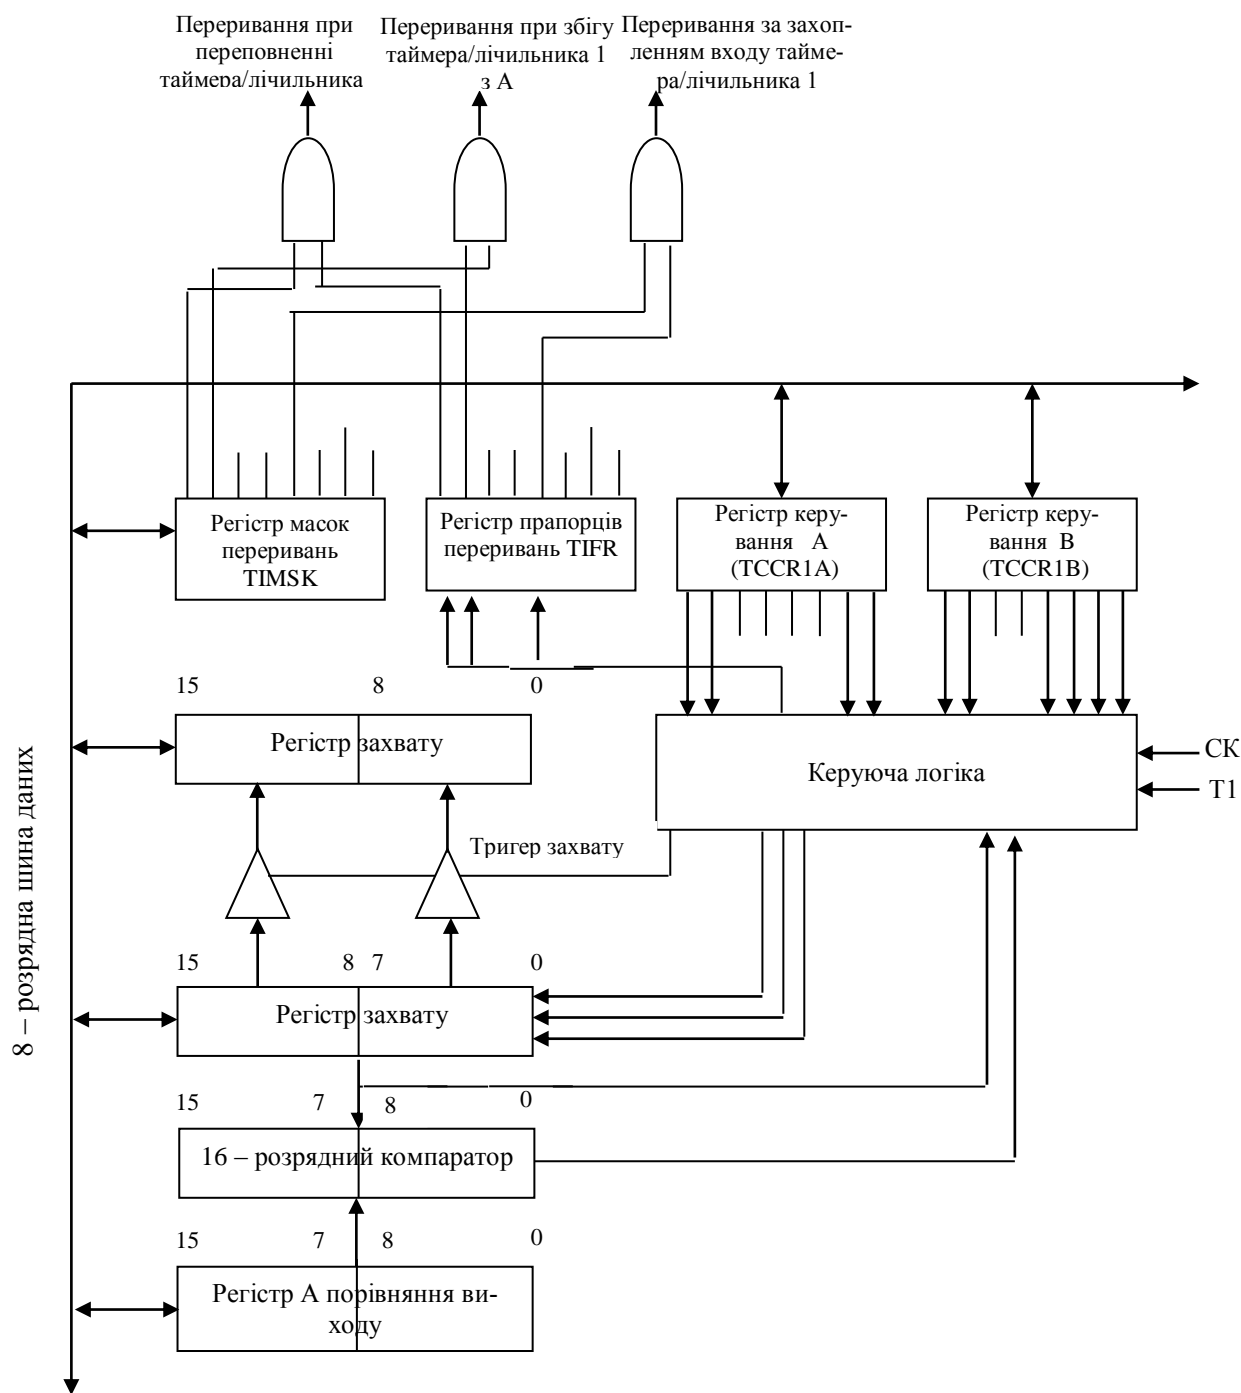 Переривання при
переповненні
таймера/лічильника
Переривання при збігу
таймера/лічильника 1
з А
Переривання за захоп-
ленням входу тайме-
ра/лічильника 1
Регістр масок
переривань
TIMSK
Регістр прапорців
переривань TIFR
Регістр керу-
вання А
(TCCR1A)
Регістр керу-
вання В
(TCCR1B)
15 8 0
Регістр захвату
Керуюча логіка
СК
Т1
Тригер захвату
8 – розрядна шина даних
15 8 7 0
Регістр захвату
15 7 8 0
16 – розрядний компаратор
15 7 8 0
Регістр А порівняння ви-
ходу